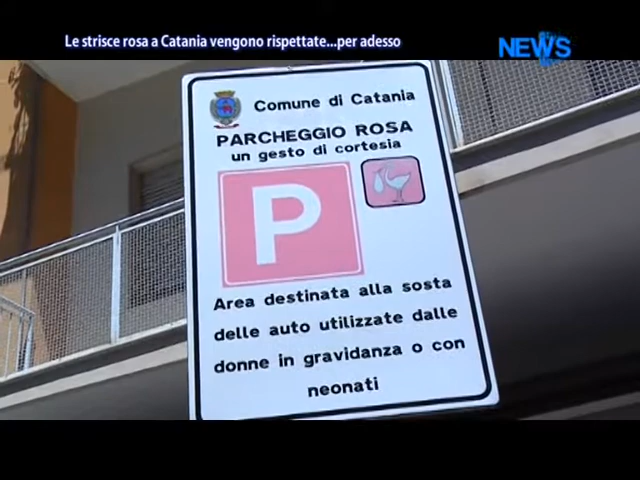 Le strisce rosa a Catania vengono rispettate...per adesso
NEWS
Comune di Catania
PARCHEGGIO ROSA
un gesto di cortesia
P
Area destinata alla sosta
delle auto utilizzate dalle
donne in gravidanza o con
neonati